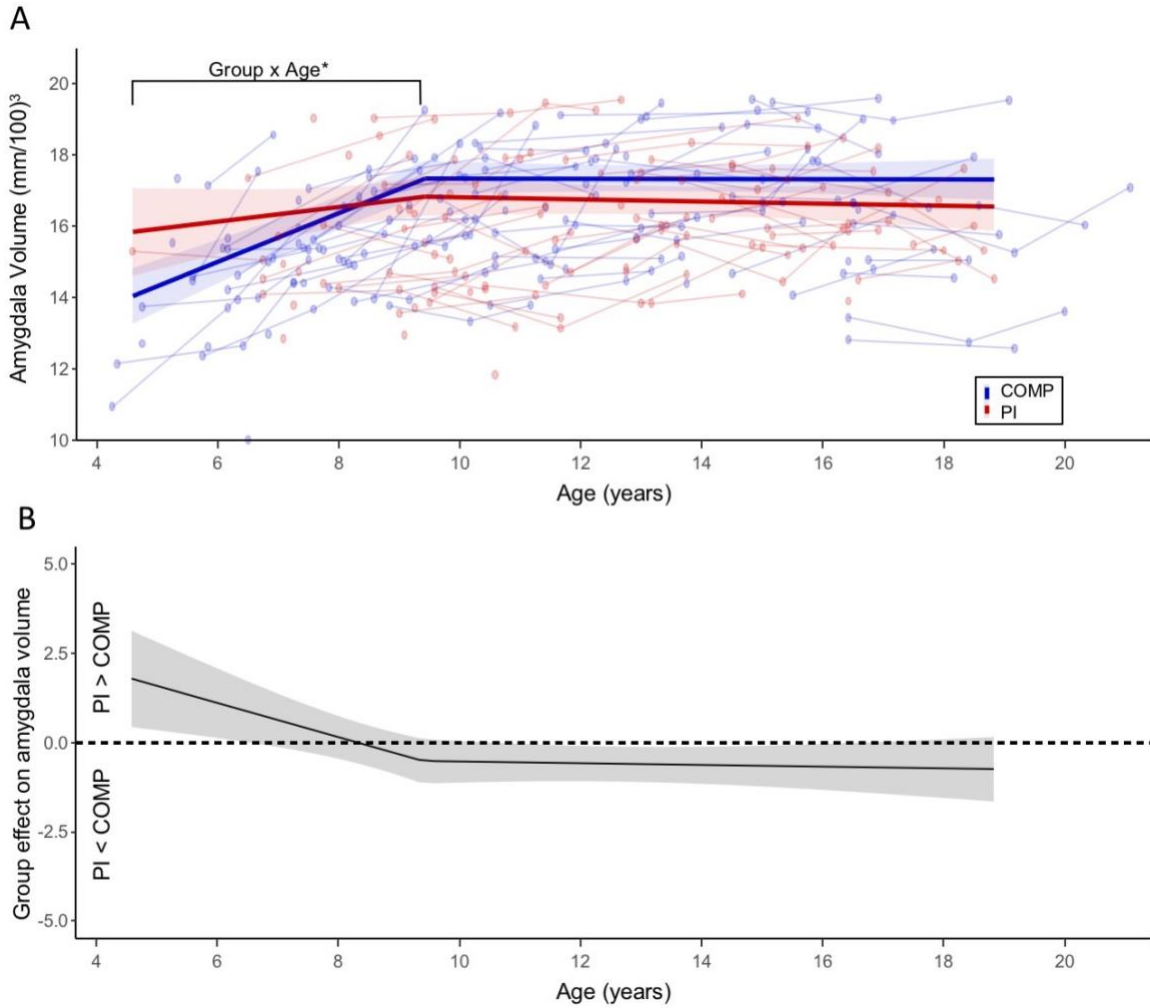 A
Group x Age*
Amygdala Volume (mm/100)³
20
18
16
14
12
10
COMP
PI
4 6 8 10 12 14 16 18 20
Age (years)
B
Group effect on amygdala volume
PI < COMP PI > COMP
5.0
2.5
0.0
-2.5
-5.0
4 6 8 10 12 14 16 18 20
Age (years)